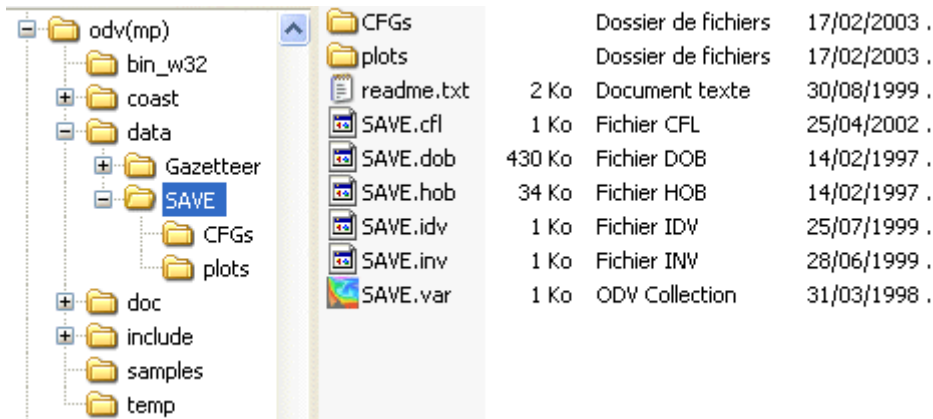 odv(mp)
bin_w32
coast
data
Gazetteer
SAVE
CFGs
plots
doc
include
samples
temp
CFGs Dossier de fichiers 17/02/2003 .
plots Dossier de fichiers 17/02/2003 .
readme.txt 2 Ko Document texte 30/08/1999 .
SAVE.cfl 1 Ko Fichier CFL 25/04/2002 .
SAVE.dob 430 Ko Fichier DOB 14/02/1997 .
SAVE.hob 34 Ko Fichier HOB 14/02/1997 .
SAVE.idv 1 Ko Fichier IDV 25/07/1999 .
SAVE.inv 1 Ko Fichier INV 28/06/1999 .
SAVE.var 1 Ko ODV Collection 31/03/1998 .